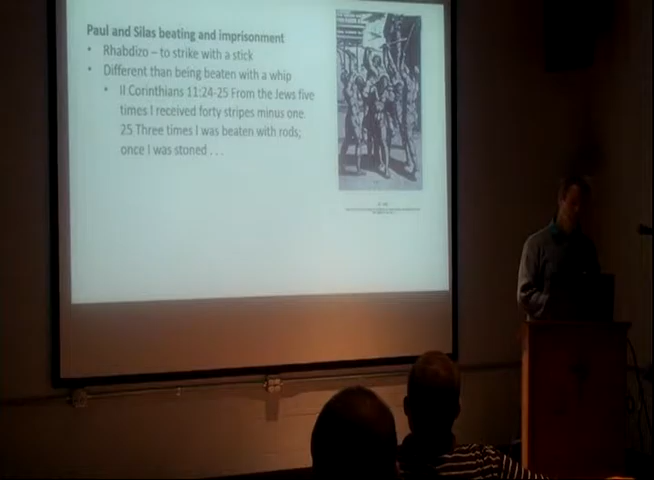 Paul and Silas beating and imprisonment
• Rhabdizo – to strike with a stick
• Different than being beaten with a whip
• II Corinthians 11:24-25 From the Jews five
times I received forty stripes minus one.
25 Three times I was beaten with rods;
once I was stoned . . .